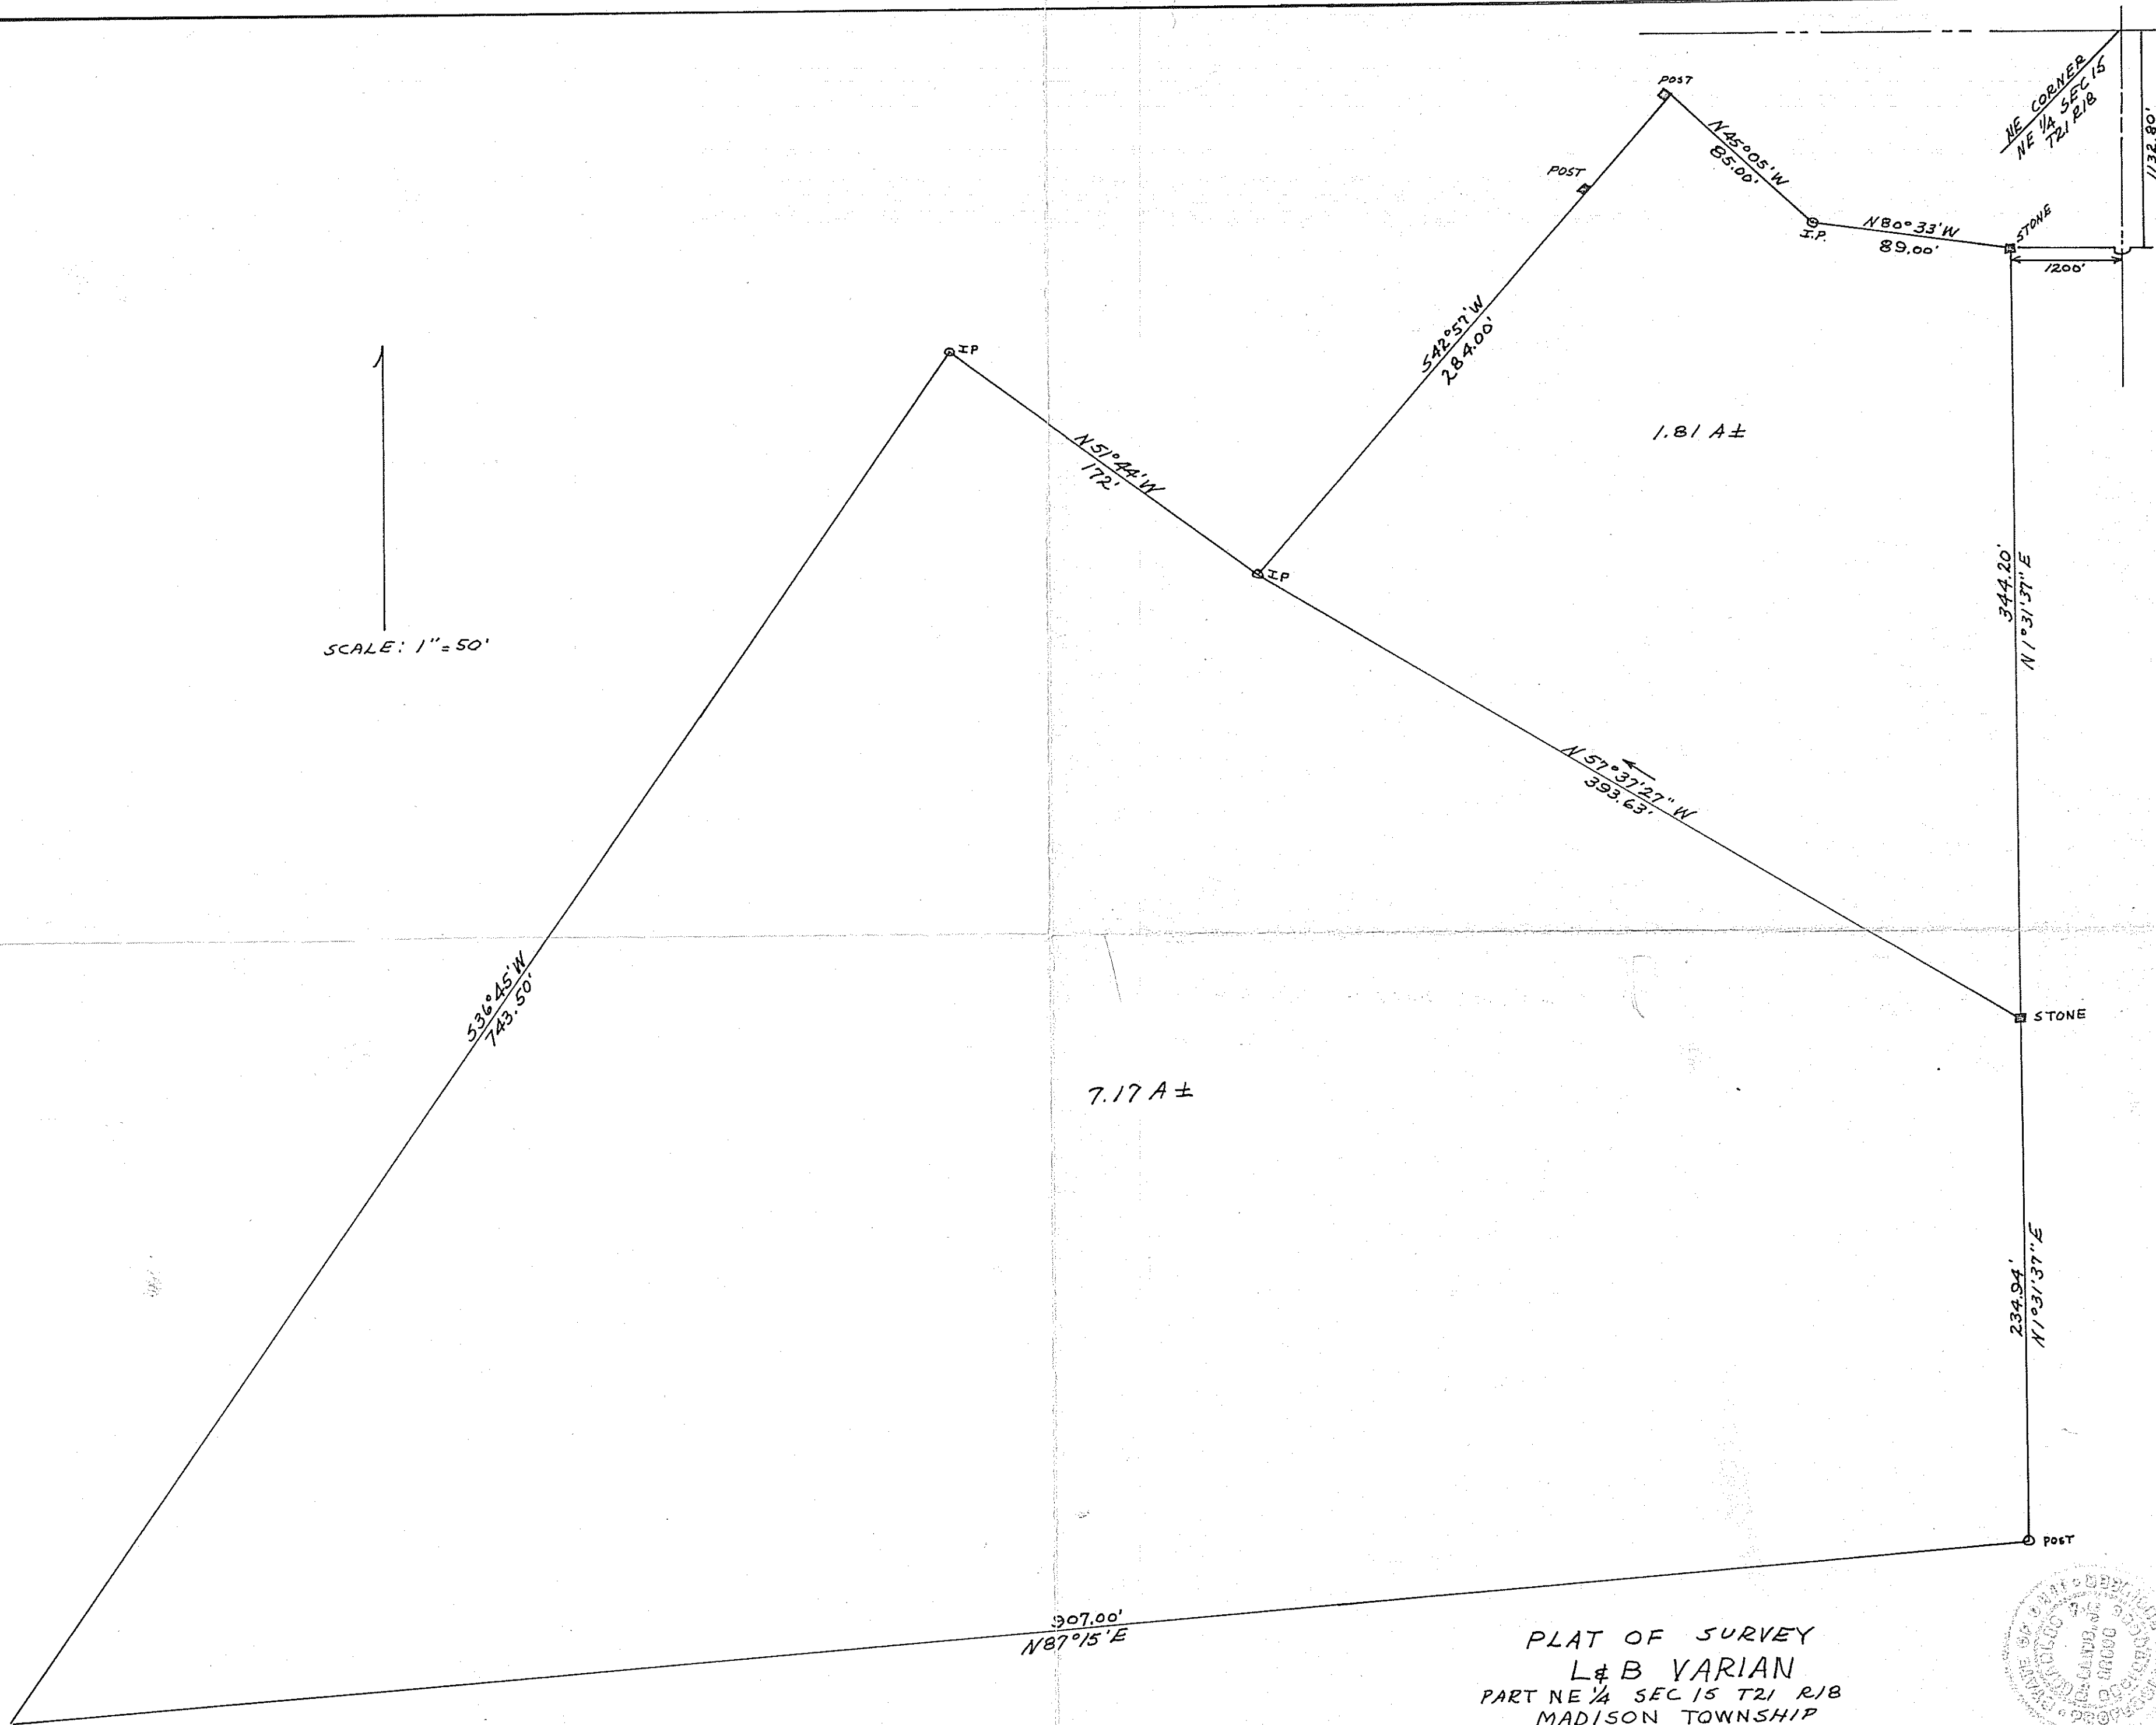 NE CORNER
NE 1/4 SEC 15
T21 R18
1132.80'
POST
N45°05'W
85.00'
POST
N80°33'W
89.00'
I.P.
STONE
1200'
S42°57'W
284.00'
IP
1.81 A±
N51°44'W
172'
IP
344.20'
N1°31'37"E
SCALE: 1"=50'
N57°37'27"W
393.63'
S36°45'W
743.50'
STONE
7.17 A±
234.94'
N1°31'37"E
POST
907.00'
N87°15'E
PLAT OF SURVEY
L&B VARIAN
PART NE 1/4 SEC 15 T21 R18
MADISON TOWNSHIP